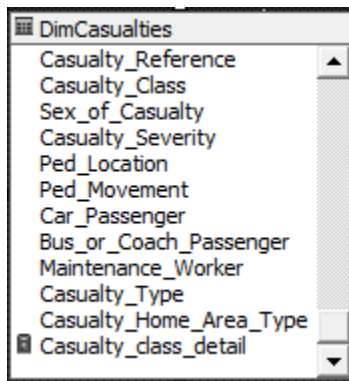 DimCasualties
Casualty_Reference
Casualty_Class
Sex_of_Casualty
Casualty_Severity
Ped_Location
Ped_Movement
Car_Passenger
Bus_or_Coach_Passenger
Maintenance_Worker
Casualty_Type
Casualty_Home_Area_Type
Casualty_class_detail